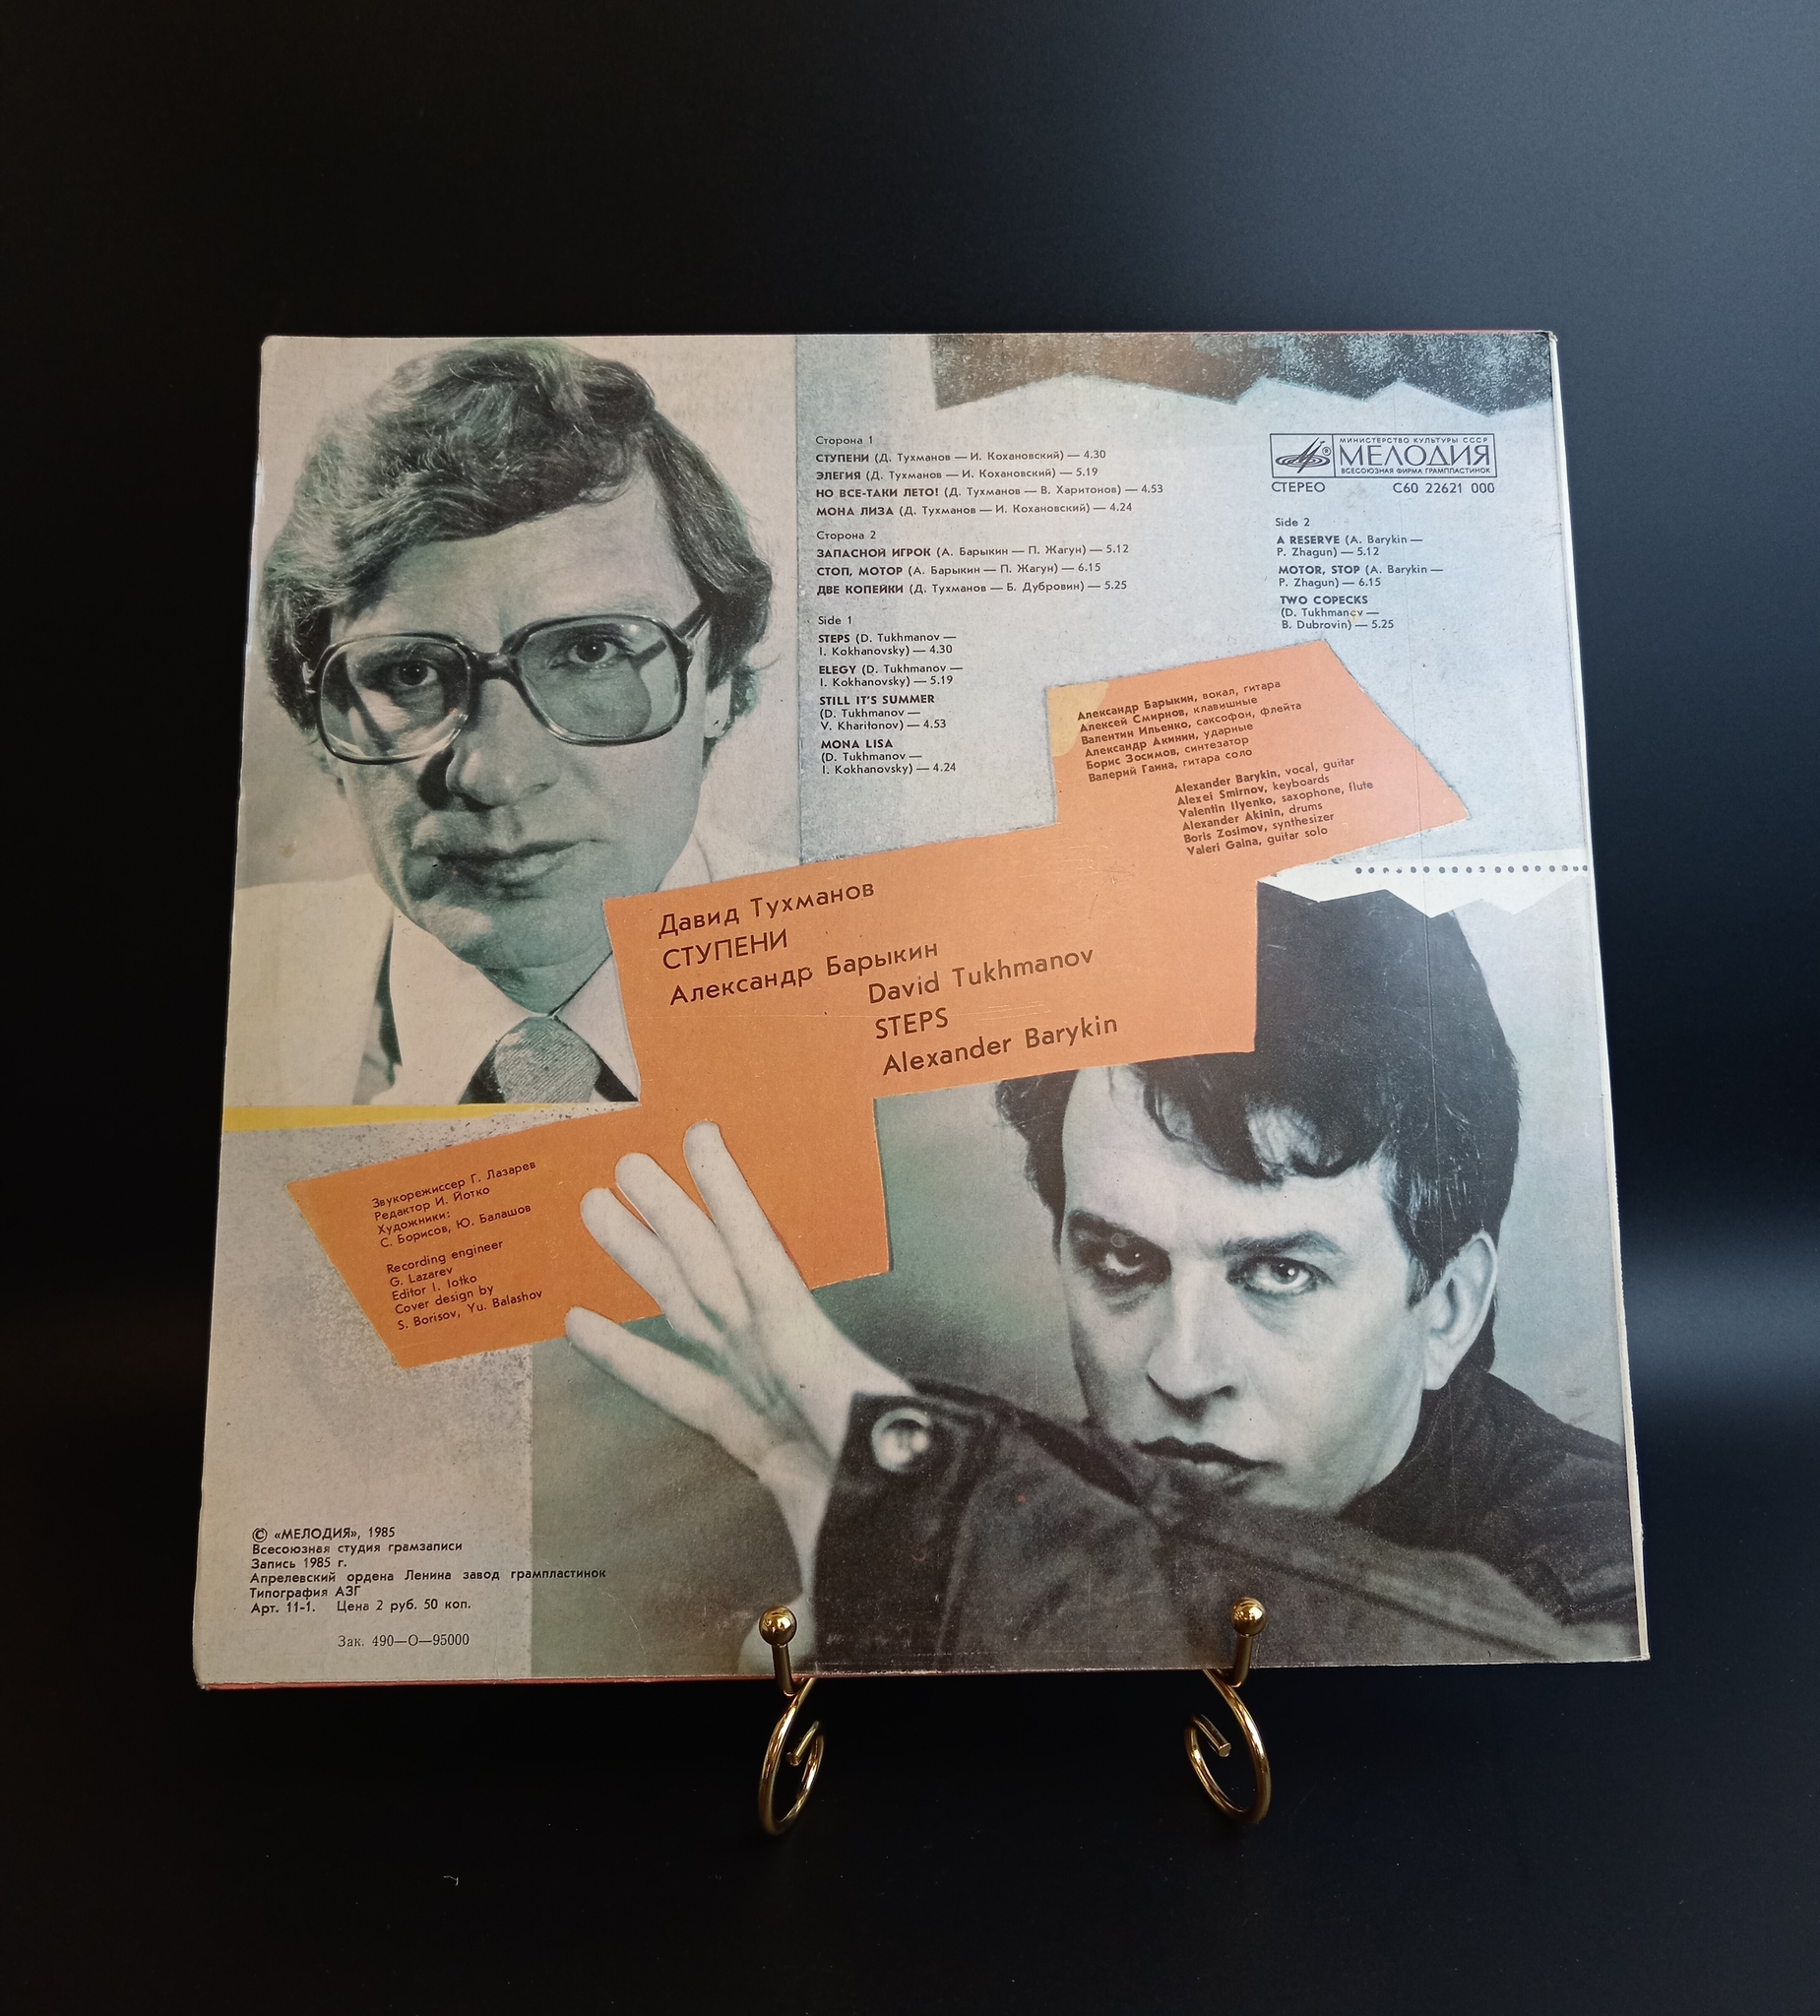 Сторона 1
СТУПЕНИ (Д. Тухманов — И. Кохановский) — 4.30
ЭЛЕГИЯ (Д. Тухманов — И. Кохановский) — 5.19
НО ВСЕ-ТАКИ ЛЕТО! (Д. Тухманов — В. Харитонов) — 4.53
МОНА ЛИЗА (Д. Тухманов — И. Кохановский) — 4.24
Сторона 2
ЗАПАСНОЙ ИГРОК (А. Барыкин — П. Жагун) — 5.12
СТОП, МОТОР (А. Барыкин — П. Жагун) — 6.15
ДВЕ КОПЕЙКИ (Д. Тухманов — Б. Дубровин) — 5.25
Side 1
STEPS (D. Tukhmanov —
I. Kokhanovsky) — 4.30
ELEGY (D. Tukhmanov —
I. Kokhanovsky) — 5.19
STILL IT'S SUMMER
(D. Tukhmanov —
V. Kharitonov) — 4.53
MONA LISA
(D. Tukhmanov —
I. Kokhanovsky) — 4.24
МИНИСТЕРСТВО КУЛЬТУРЫ СССР
® МЕЛОДИЯ
ВСЕСОЮЗНАЯ ФИРМА ГРАМПЛАСТИНОК
СТЕРЕО С60 22621 000
Side 2
A RESERVE (A. Barykin —
P. Zhagun) — 5.12
MOTOR, STOP (A. Barykin —
P. Zhagun) — 6.15
TWO COPECKS
(D. Tukhmanov —
B. Dubrovin) — 5.25
Александр Барыкин, вокал, гитара
Алексей Смирнов, клавишные
Валентин Ильенко, саксофон, флейта
Александр Акинин, ударные
Борис Зосимов, синтезатор
Валерий Гаина, гитара соло
Alexander Barykin, vocal, guitar
Alexei Smirnov, keyboards
Valentin Ilyenko, saxophone, flute
Alexander Akinin, drums
Boris Zosimov, synthesizer
Valeri Gaina, guitar solo
Давид Тухманов
СТУПЕНИ
Александр Барыкин
David Tukhmanov
STEPS
Alexander Barykin
Звукорежиссер Г. Лазарев
Редактор И. Йотко
Художники:
С. Борисов, Ю. Балашов
Recording engineer
G. Lazarev
Editor I. Iotko
Cover design by
S. Borisov, Yu. Balashov
© «МЕЛОДИЯ», 1985
Всесоюзная студия грамзаписи
Запись 1985 г.
Апрелевский ордена Ленина завод грампластинок
Типография АЗГ
Арт. 11-1. Цена 2 руб. 50 коп.
Зак. 490—О—95000